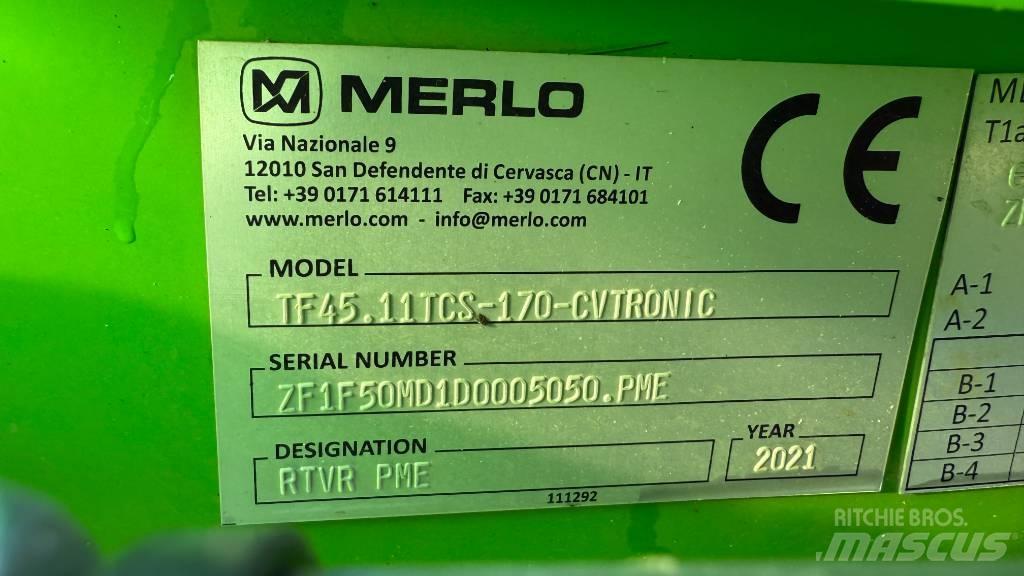 MERLO
Via Nazionale 9
12010 San Defendente di Cervasca (CN) - IT
Tel: +39 0171 614111 Fax: +39 0171 684101
www.merlo.com - info@merlo.com
CE
MODEL
TF45.11TCS-170-CVTRONIC
SERIAL NUMBER
ZF1F50MD1D0005050.PME
DESIGNATION
RTVR PME
YEAR
2021
111292
T1a
A-1
A-2
B-1
B-2
B-3
B-4
RITCHIE BROS.
MASCUS